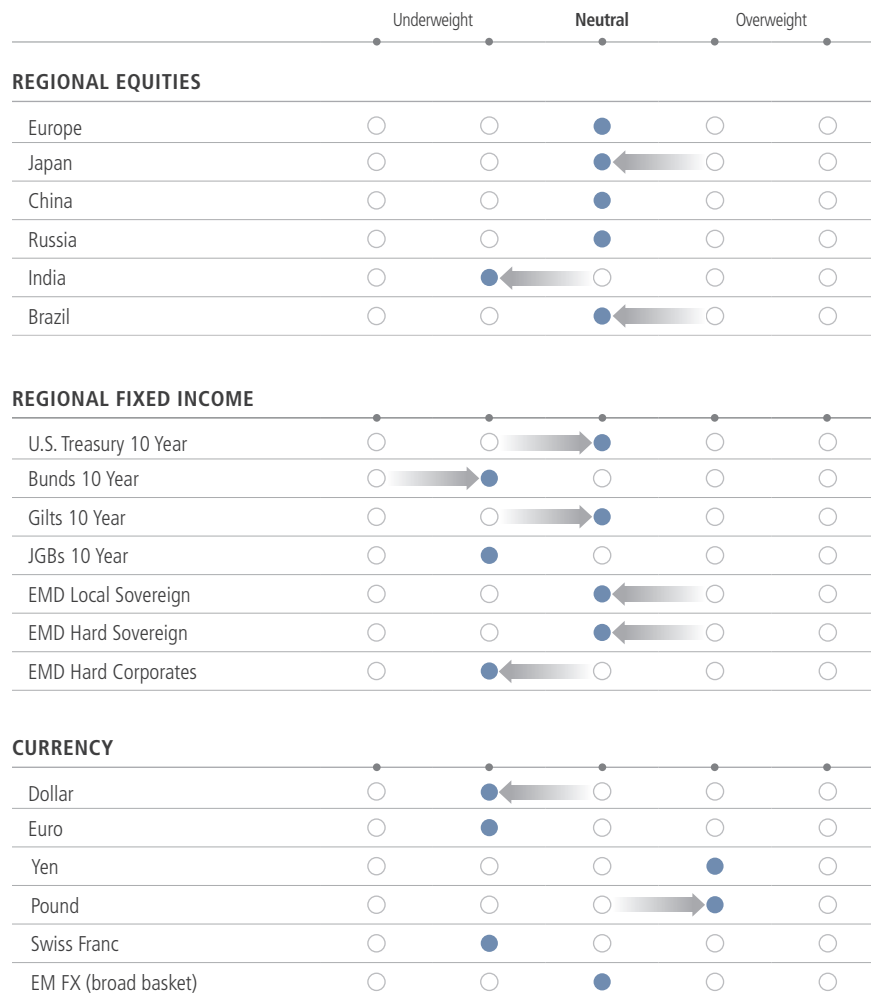 Underweight Neutral Overweight
REGIONAL EQUITIES
Europe
Japan
China
Russia
India
Brazil
REGIONAL FIXED INCOME
U.S. Treasury 10 Year
Bunds 10 Year
Gilts 10 Year
JGBs 10 Year
EMD Local Sovereign
EMD Hard Sovereign
EMD Hard Corporates
CURRENCY
Dollar
Euro
Yen
Pound
Swiss Franc
EM FX (broad basket)